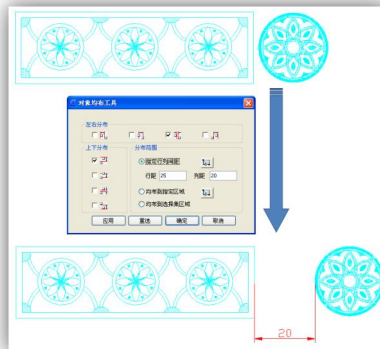 对象均布工具
左右分布
上下分布
分布范围
指定行列间距
行距 25 列距 20
均布到指定区域
均布到选择集区域
应用 重选 确定 取消
20